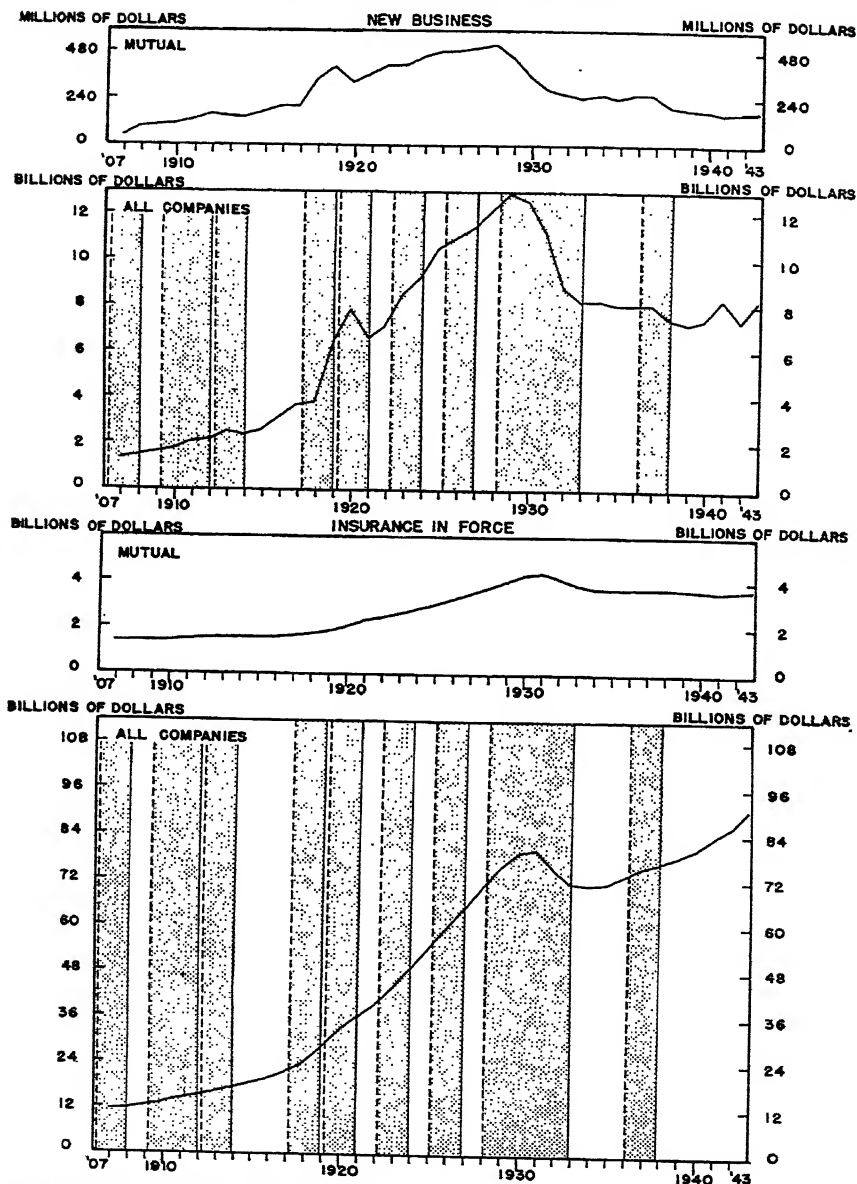 MILLIONS OF DOLLARS NEW BUSINESS MILLIONS OF DOLLARS
MUTUAL
480 480
240 240
0 0
'07 1910 1920 1930 1940 '43
BILLIONS OF DOLLARS BILLIONS OF DOLLARS
ALL COMPANIES
12 12
10 10
8 8
6 6
4 4
2 2
0 0
'07 1910 1920 1930 1940 '43
BILLIONS OF DOLLARS INSURANCE IN FORCE BILLIONS OF DOLLARS
MUTUAL
4 4
2 2
0 0
'07 1910 1920 1930 1940 '43
BILLIONS OF DOLLARS BILLIONS OF DOLLARS
ALL COMPANIES
108 108
96 96
84 84
72 72
60 60
48 48
36 36
24 24
12 12
0 0
'07 1910 1920 1930 1940 '43